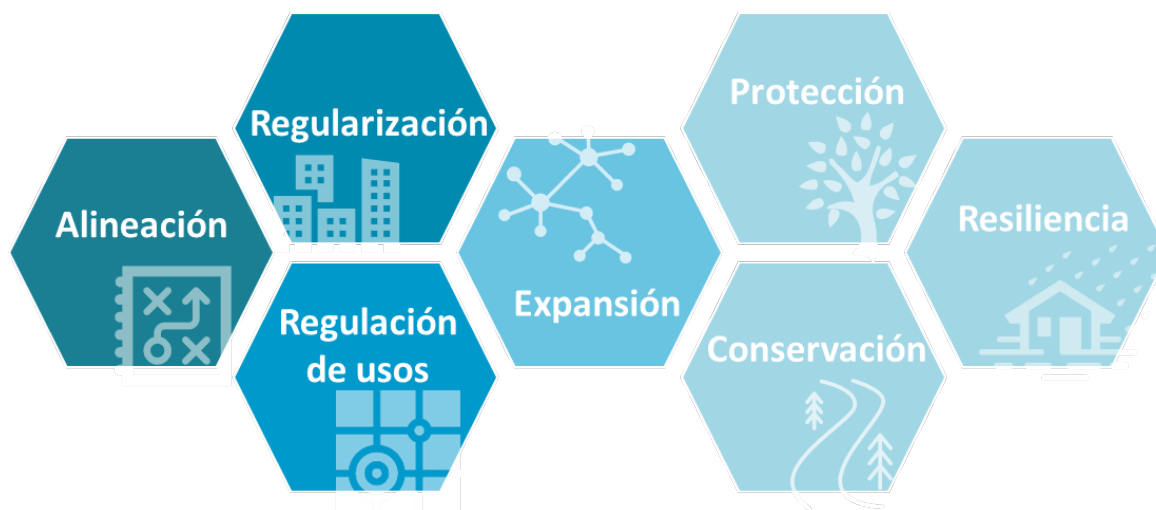 Alineación
Regularización
Regulación
de usos
Expansión
Protección
Conservación
Resiliencia